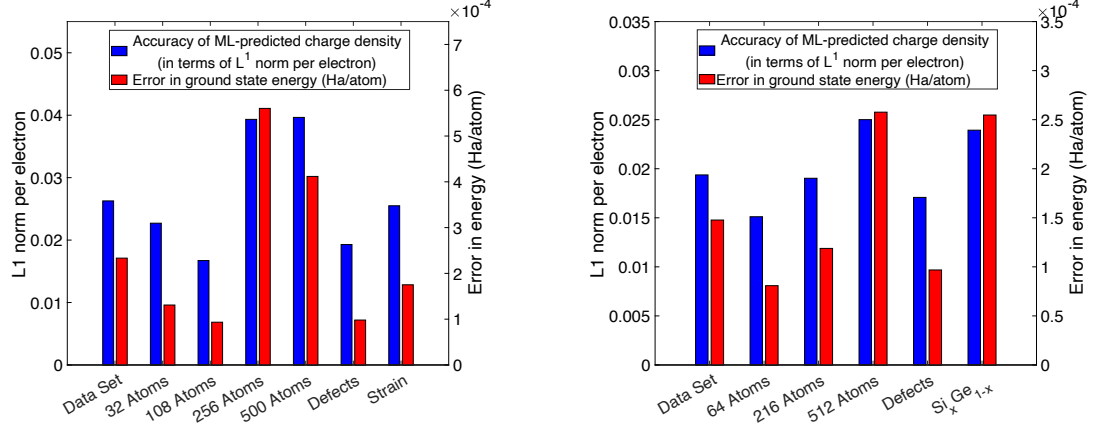 ×10⁻⁴
0.05
0.04
0.03
0.02
0.01
0
L1 norm per electron
Accuracy of ML-predicted charge density
(in terms of L¹ norm per electron)
Error in ground state energy (Ha/atom)
7
6
5
4
3
2
1
0
Error in energy (Ha/atom)
Data Set
32 Atoms
108 Atoms
256 Atoms
500 Atoms
Defects
Strain
×10⁻⁴
0.035
0.03
0.025
0.02
0.015
0.01
0.005
0
L1 norm per electron
Accuracy of ML-predicted charge density
(in terms of L¹ norm per electron)
Error in ground state energy (Ha/atom)
3.5
3
2.5
2
1.5
1
0.5
0
Error in energy (Ha/atom)
Data Set
64 Atoms
216 Atoms
512 Atoms
Defects
SiₓGe₁₋ₓ